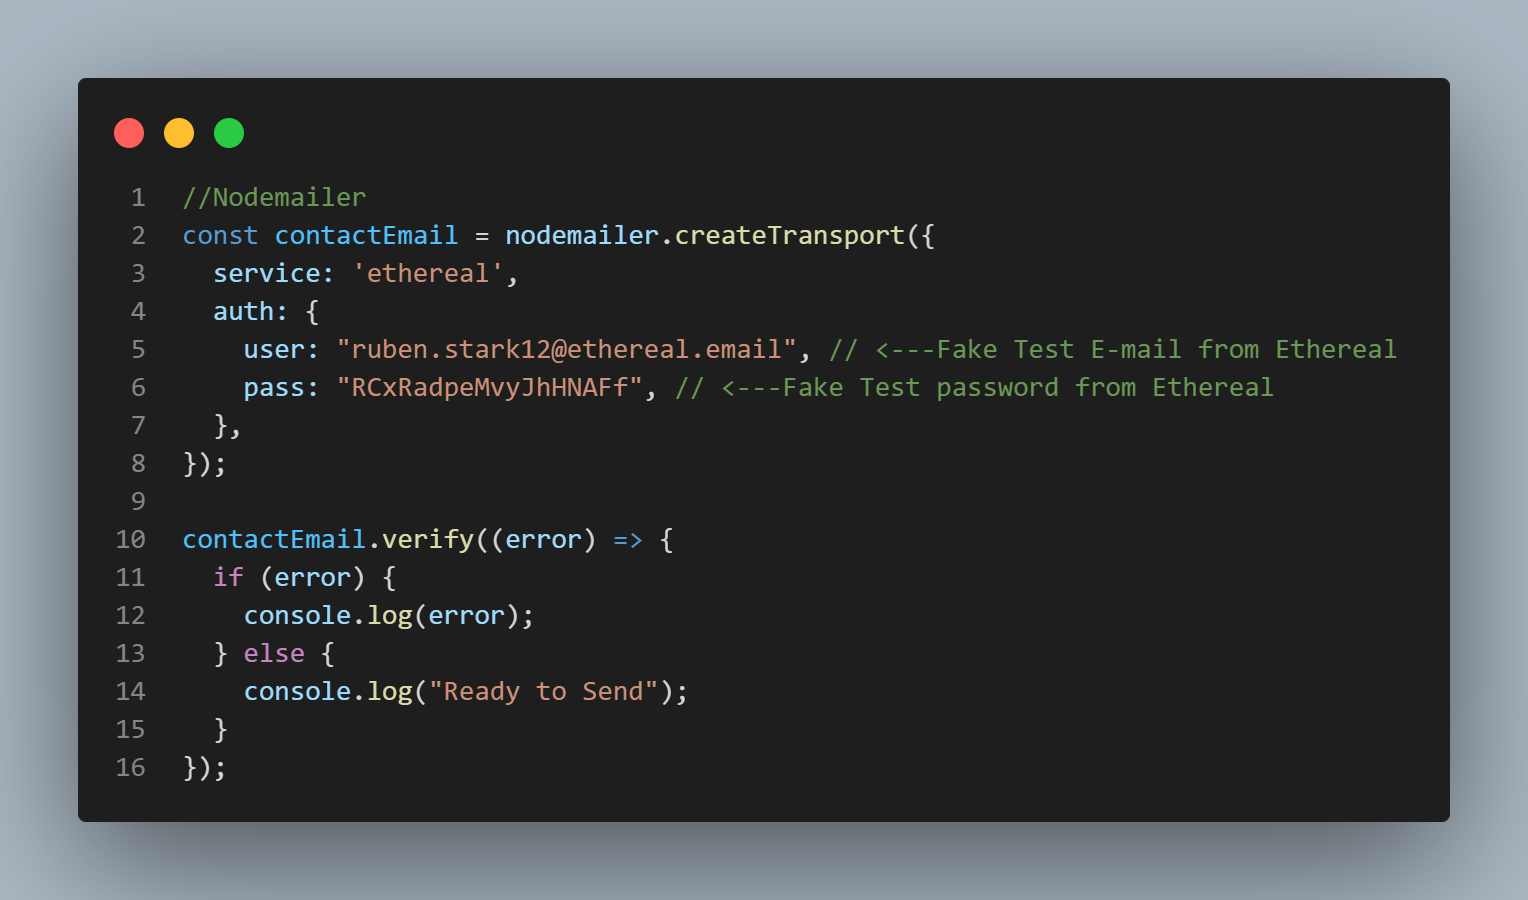 1 //Nodemailer
2 const contactEmail = nodemailer.createTransport({
3   service: 'ethereal',
4   auth: {
5     user: "ruben.stark12@ethereal.email", // <---Fake Test E-mail from Ethereal
6     pass: "RCxRadpeMvyJhHNAFf", // <---Fake Test password from Ethereal
7   },
8 });
9
10 contactEmail.verify((error) => {
11   if (error) {
12     console.log(error);
13   } else {
14     console.log("Ready to Send");
15   }
16 });